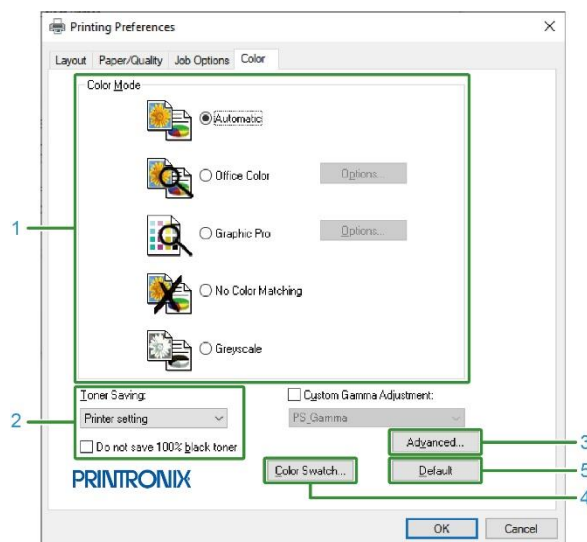 Printing Preferences
Layout Paper/Quality Job Options Color
Color Mode
Automatic
Office Color Options...
1
Graphic Pro Options...
No Color Matching
Greyscale
Toner Saving: Custom Gamma Adjustment:
2 Printer setting PS_Gamma
Do not save 100% black toner Advanced... 3
PRINTRONIX Color Swatch... Default 5
4
OK Cancel